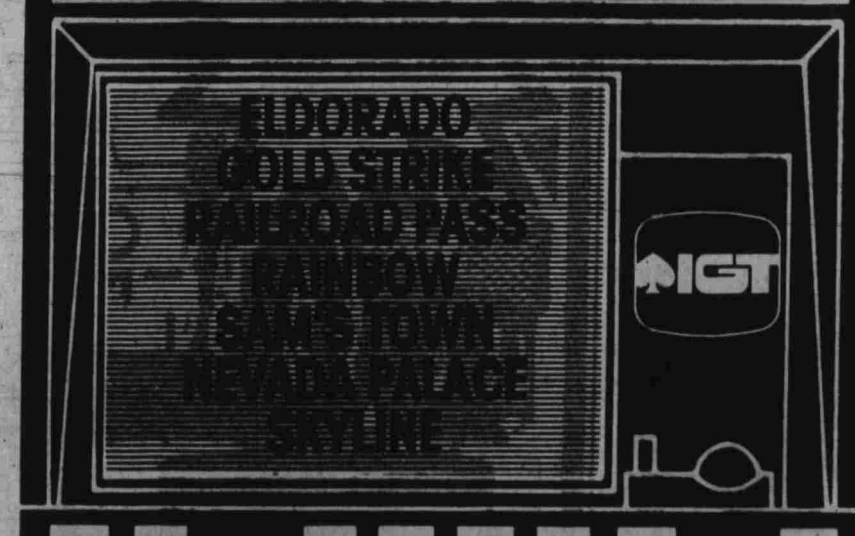 ELDORADO
GOLD STRIKE
RAILROAD PASS
RAINBOW
SAM'S TOWN
NEVADA PALACE
SKYLINE
IGT